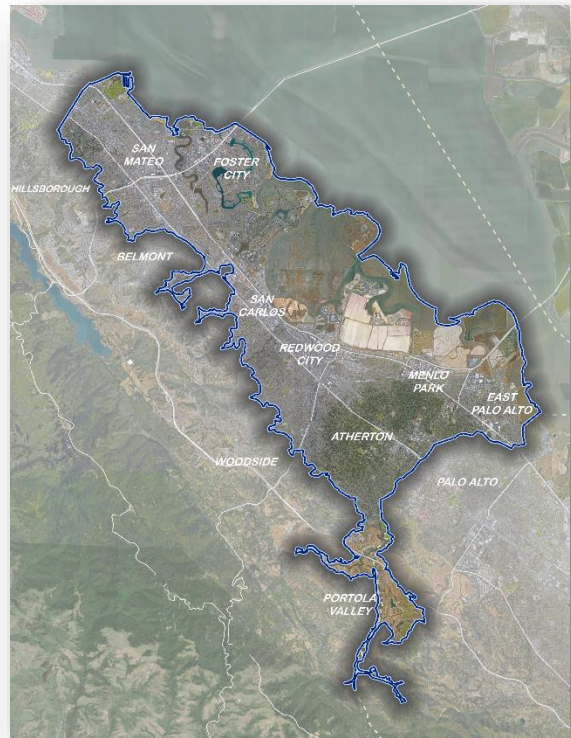 SAN
MATEO
FOSTER
CITY
HILLSBOROUGH
BELMONT
SAN
CARLOS
REDWOOD
CITY
MENLO
PARK
EAST
PALO ALTO
ATHERTON
WOODSIDE
PALO ALTO
PORTOLA
VALLEY